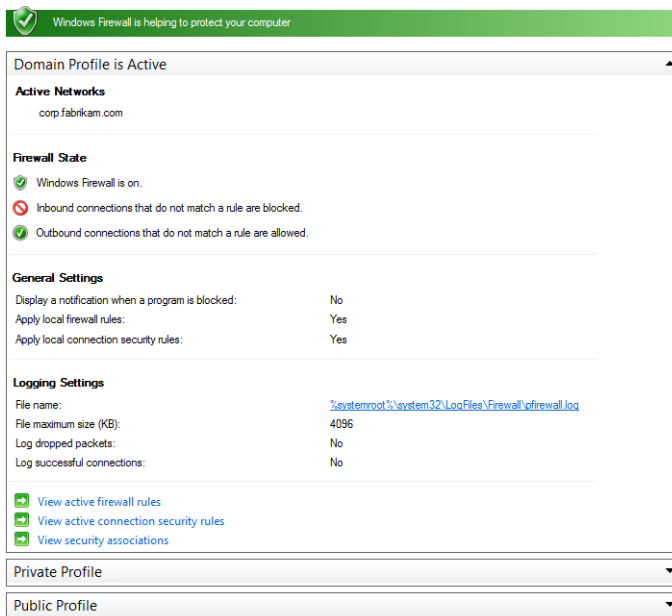 Windows Firewall is helping to protect your computer
Domain Profile is Active
Active Networks
corp.fabrikam.com
Firewall State
Windows Firewall is on.
Inbound connections that do not match a rule are blocked.
Outbound connections that do not match a rule are allowed.
General Settings
Display a notification when a program is blocked: No
Apply local firewall rules: Yes
Apply local connection security rules: Yes
Logging Settings
File name: %systemroot%\system32\LogFiles\Firewall\pfirewall.log
File maximum size (KB): 4096
Log dropped packets: No
Log successful connections: No
View active firewall rules
View active connection security rules
View security associations
Private Profile
Public Profile